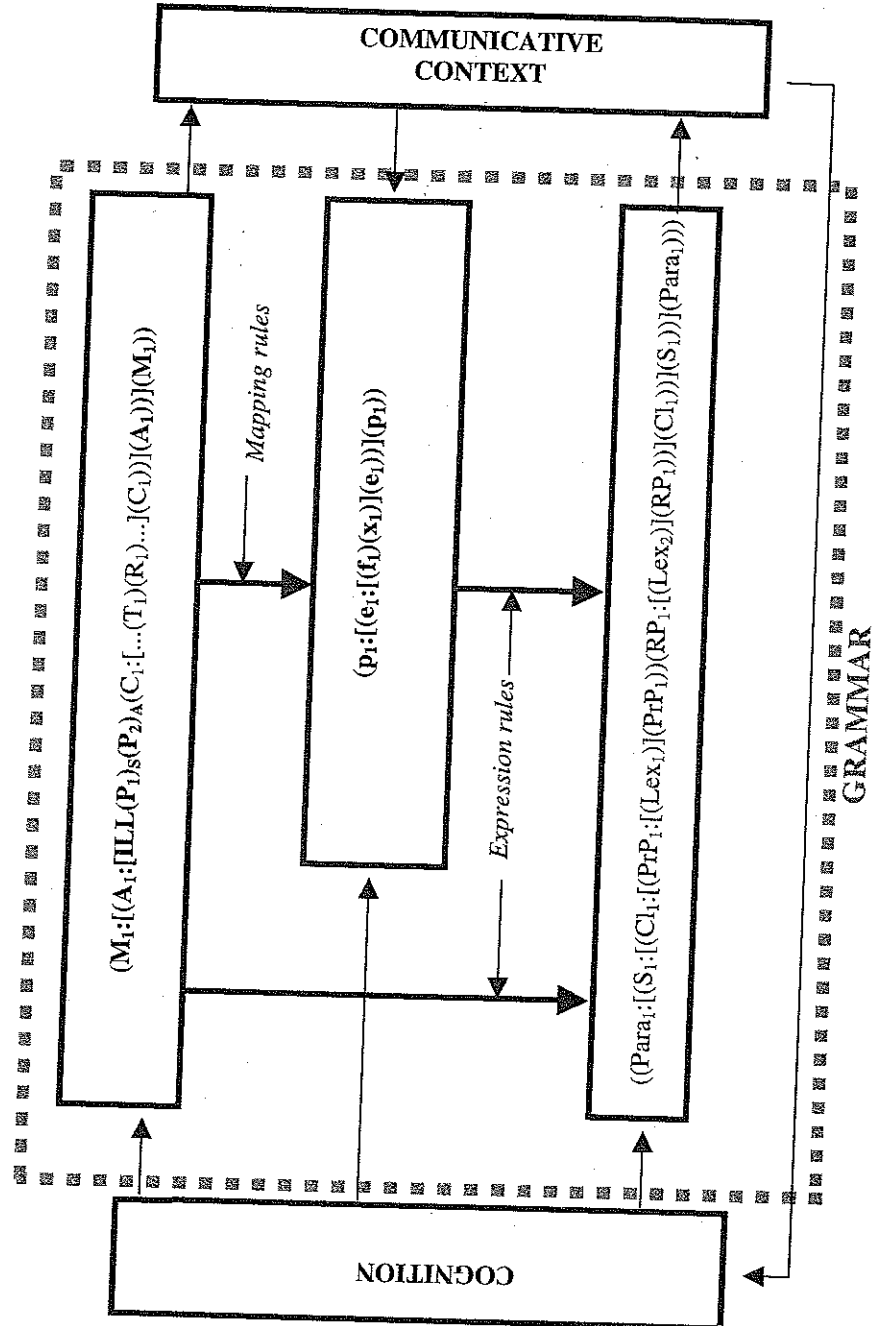 COMMUNICATIVE
CONTEXT
(M₁:[(A₁:[ILL(P₁)S(P₂)A(C₁:[...(T₁)(R₁)...](C₁))](A₁))](M₁))
Mapping rules
(p₁:[(e₁:[(f₁)(x₁)](e₁))](p₁))
Expression rules
((Para₁:[(S₁:[(Cl₁:[(PrP₁:[(Lex₁)](PrP₁))(RP₁:[(Lex₂)](RP₁))](Cl₁))](S₁))](Para₁)))
GRAMMAR
COGNITION